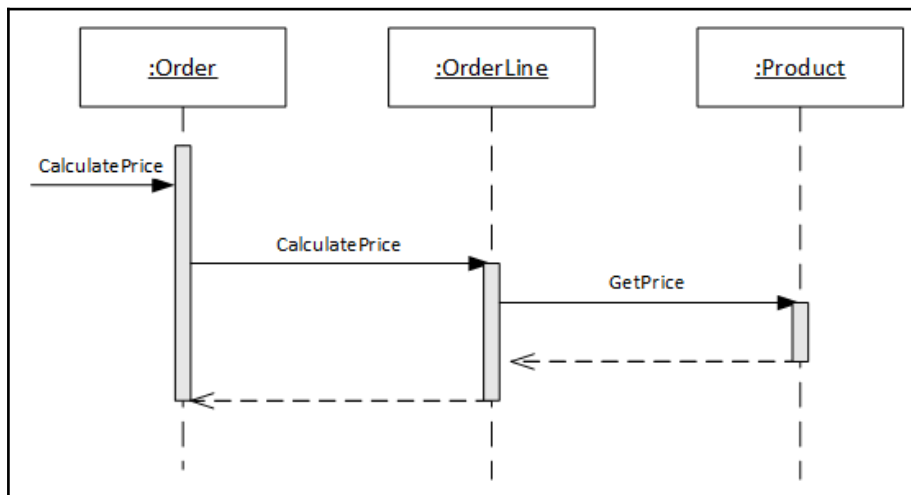 :Order
:OrderLine
:Product
CalculatePrice
CalculatePrice
GetPrice